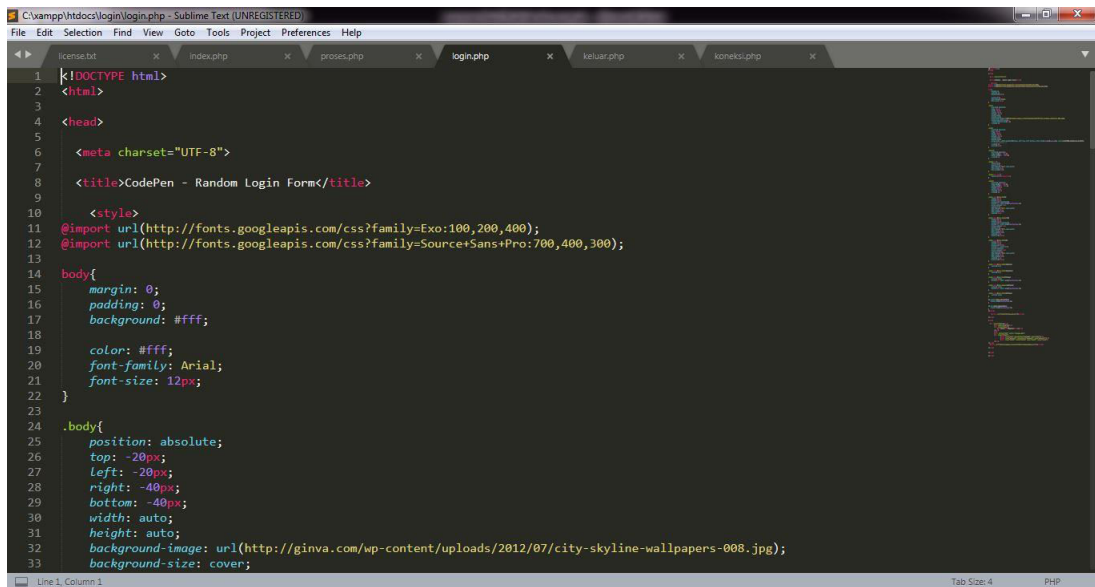 C:\xampp\htdocs\login\login.php - Sublime Text (UNREGISTERED)
File Edit Selection Find View Goto Tools Project Preferences Help
license.txt index.php proses.php login.php keluar.php koneksi.php
1 <!DOCTYPE html>
2 <html>
3
4 <head>
5
6 <meta charset="UTF-8">
7
8 <title>CodePen - Random Login Form</title>
9
10 <style>
11 @import url(http://fonts.googleapis.com/css?family=Exo:100,200,400);
12 @import url(http://fonts.googleapis.com/css?family=Source+Sans+Pro:700,400,300);
13
14 body{
15 margin: 0;
16 padding: 0;
17 background: #fff;
18
19 color: #fff;
20 font-family: Arial;
21 font-size: 12px;
22 }
23
24 .body{
25 position: absolute;
26 top: -20px;
27 left: -20px;
28 right: -40px;
29 bottom: -40px;
30 width: auto;
31 height: auto;
32 background-image: url(http://ginva.com/wp-content/uploads/2012/07/city-skyline-wallpapers-008.jpg);
33 background-size: cover;
Line 1, Column 1 Tab Size: 4 PHP